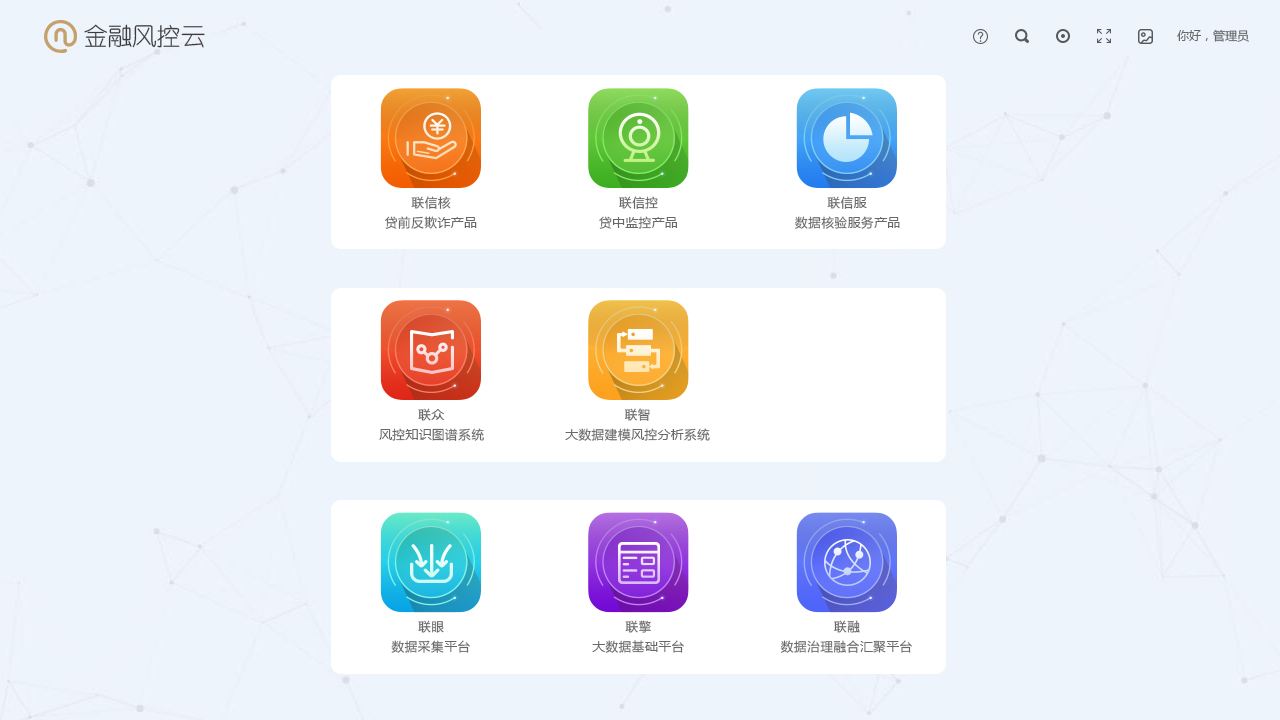 金融风控云
你好，管理员
联信核
贷前反欺诈产品
联信控
贷中监控产品
联信服
数据核验服务产品
联众
风控知识图谱系统
联智
大数据建模风控分析系统
联眼
数据采集平台
联擎
大数据基础平台
联融
数据治理融合汇聚平台